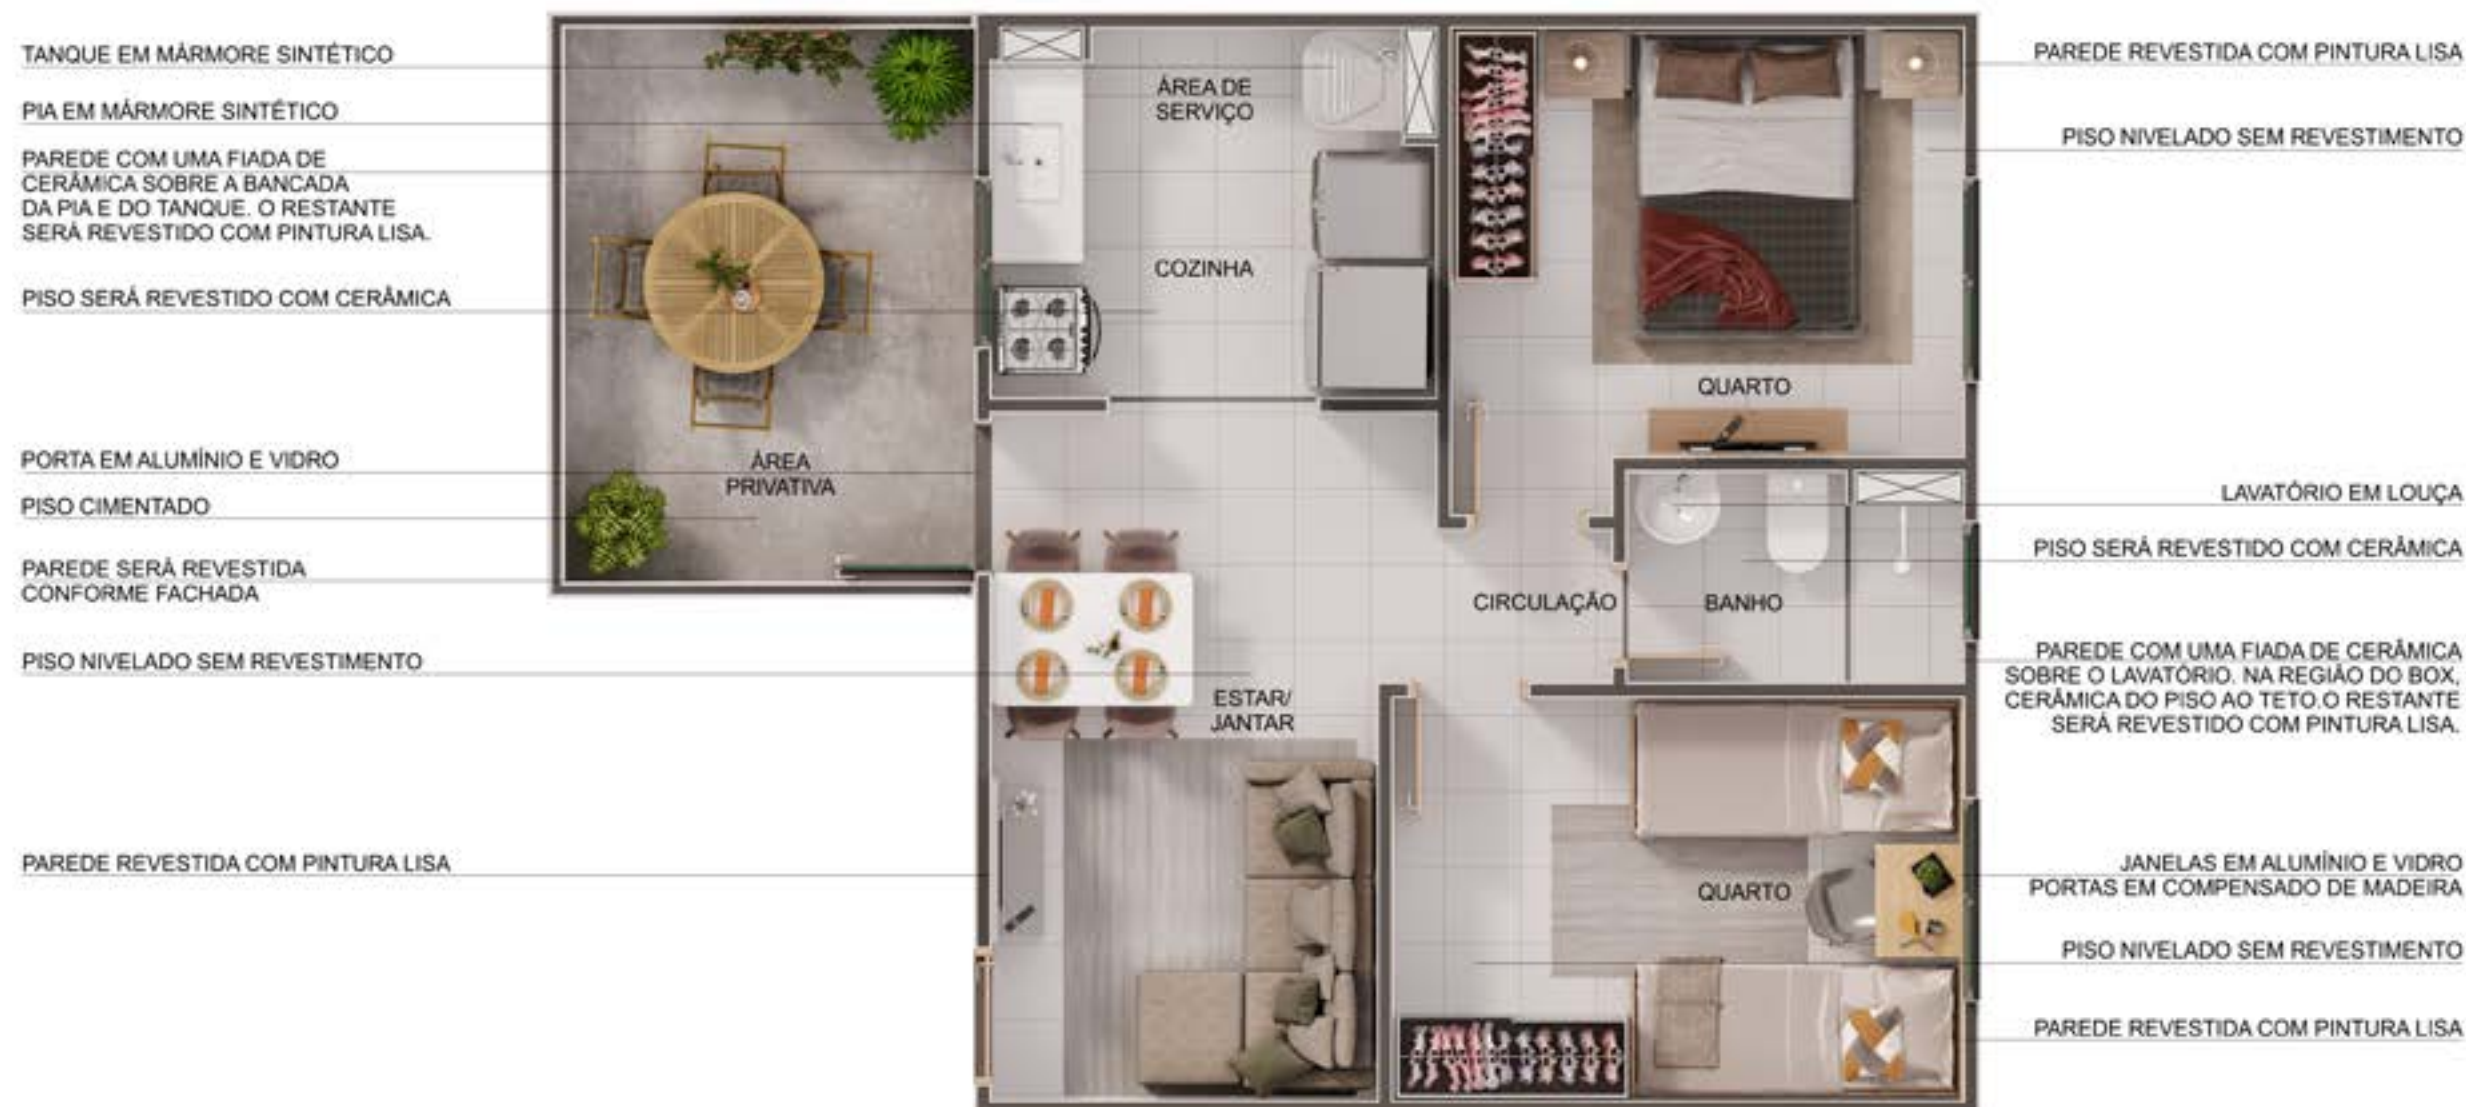 TANQUE EM MÁRMORE SINTÉTICO
PIA EM MÁRMORE SINTÉTICO
PAREDE COM UMA FIADA DE
CERÂMICA SOBRE A BANCADA
DA PIA E DO TANQUE. O RESTANTE
SERÁ REVESTIDO COM PINTURA LISA.
PISO SERÁ REVESTIDO COM CERÂMICA
PORTA EM ALUMÍNIO E VIDRO
PISO CIMENTADO
PAREDE SERÁ REVESTIDA
CONFORME FACHADA
PISO NIVELADO SEM REVESTIMENTO
PAREDE REVESTIDA COM PINTURA LISA
ÁREA
PRIVATIVA
ÁREA DE
SERVIÇO
COZINHA
ESTAR/
JANTAR
QUARTO
CIRCULAÇÃO
BANHO
QUARTO
PAREDE REVESTIDA COM PINTURA LISA
PISO NIVELADO SEM REVESTIMENTO
LAVATÓRIO EM LOUÇA
PISO SERÁ REVESTIDO COM CERÂMICA
PAREDE COM UMA FIADA DE CERÂMICA
SOBRE O LAVATÓRIO. NA REGIÃO DO BOX,
CERÂMICA DO PISO AO TETO.O RESTANTE
SERÁ REVESTIDO COM PINTURA LISA.
JANELAS EM ALUMÍNIO E VIDRO
PORTAS EM COMPENSADO DE MADEIRA
PISO NIVELADO SEM REVESTIMENTO
PAREDE REVESTIDA COM PINTURA LISA